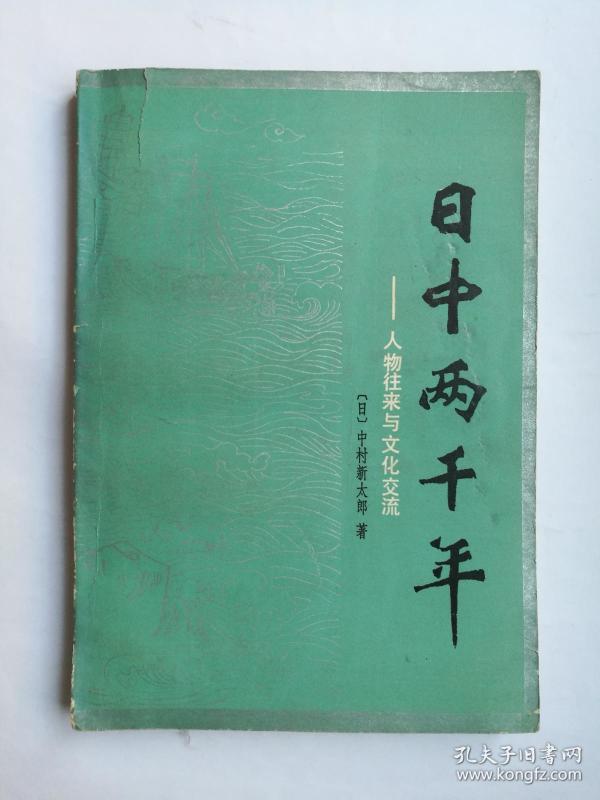 日中两千年
——人物往来与文化交流
〔日〕中村新太郎 著
孔夫子旧书网
www.kongfz.com